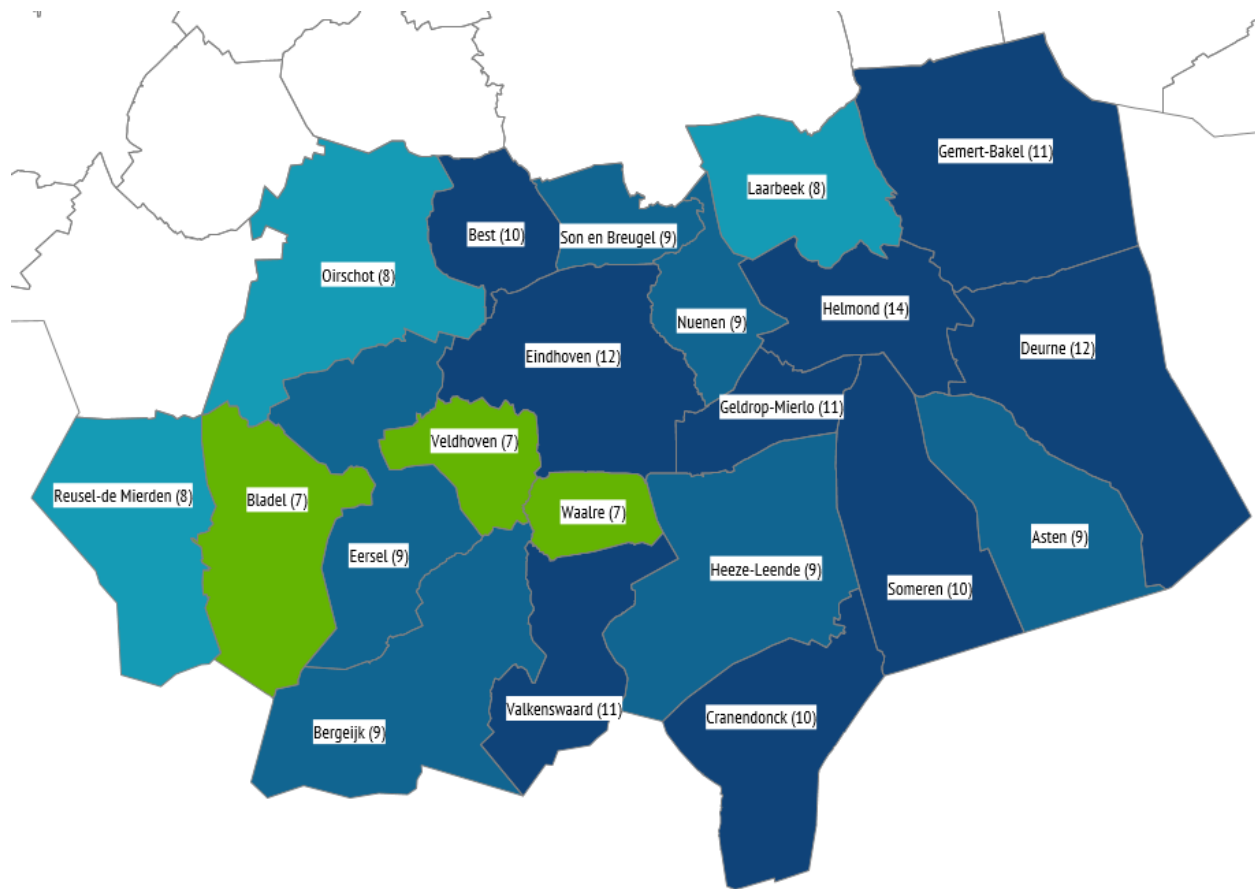 Gemert-Bakel (11)
Laarbeek (8)
Best (10)
Son en Breugel (9)
Oirschot (8)
Helmond (14)
Nuenen (9)
Deurne (12)
Eindhoven (12)
Geldrop-Mierlo (11)
Veldhoven (7)
Reusel-de Mierden (8)
Bladel (7)
Waalre (7)
Asten (9)
Eersel (9)
Heeze-Leende (9)
Someren (10)
Valkenswaard (11)
Cranendonck (10)
Bergeijk (9)